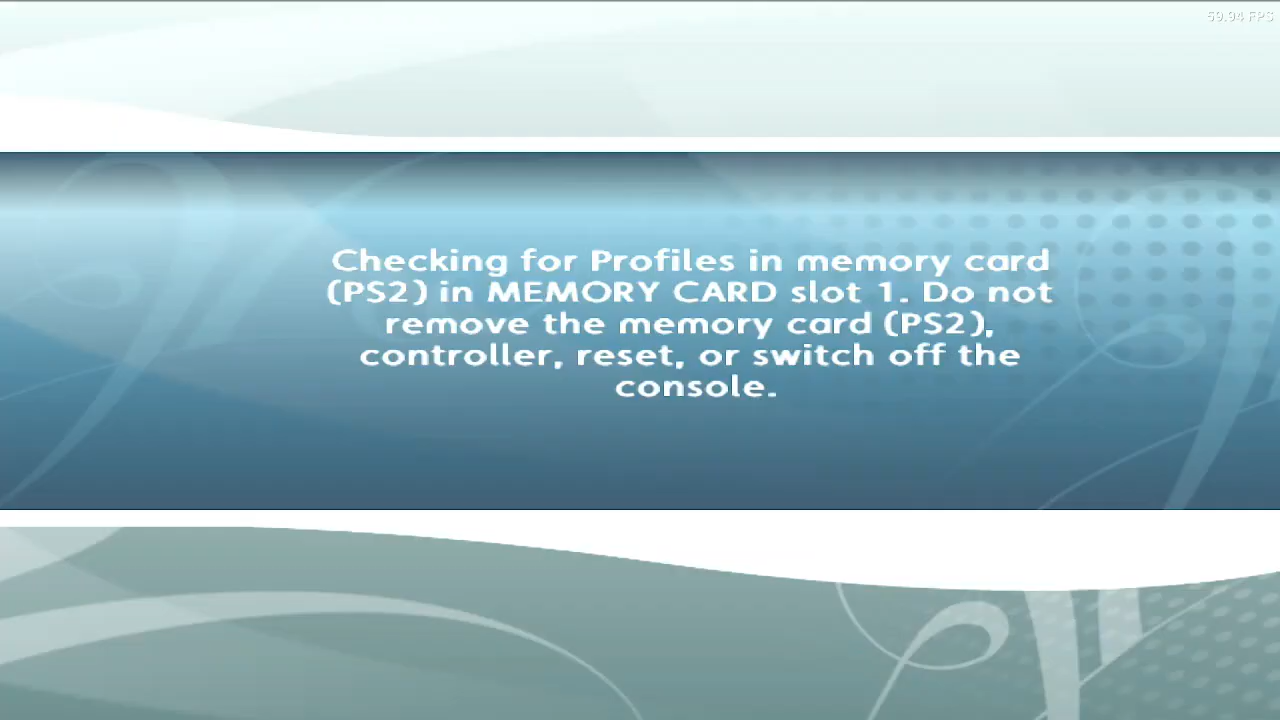 59.94 FPS
Checking for Profiles in memory card
(PS2) in MEMORY CARD slot 1. Do not
remove the memory card (PS2),
controller, reset, or switch off the
console.